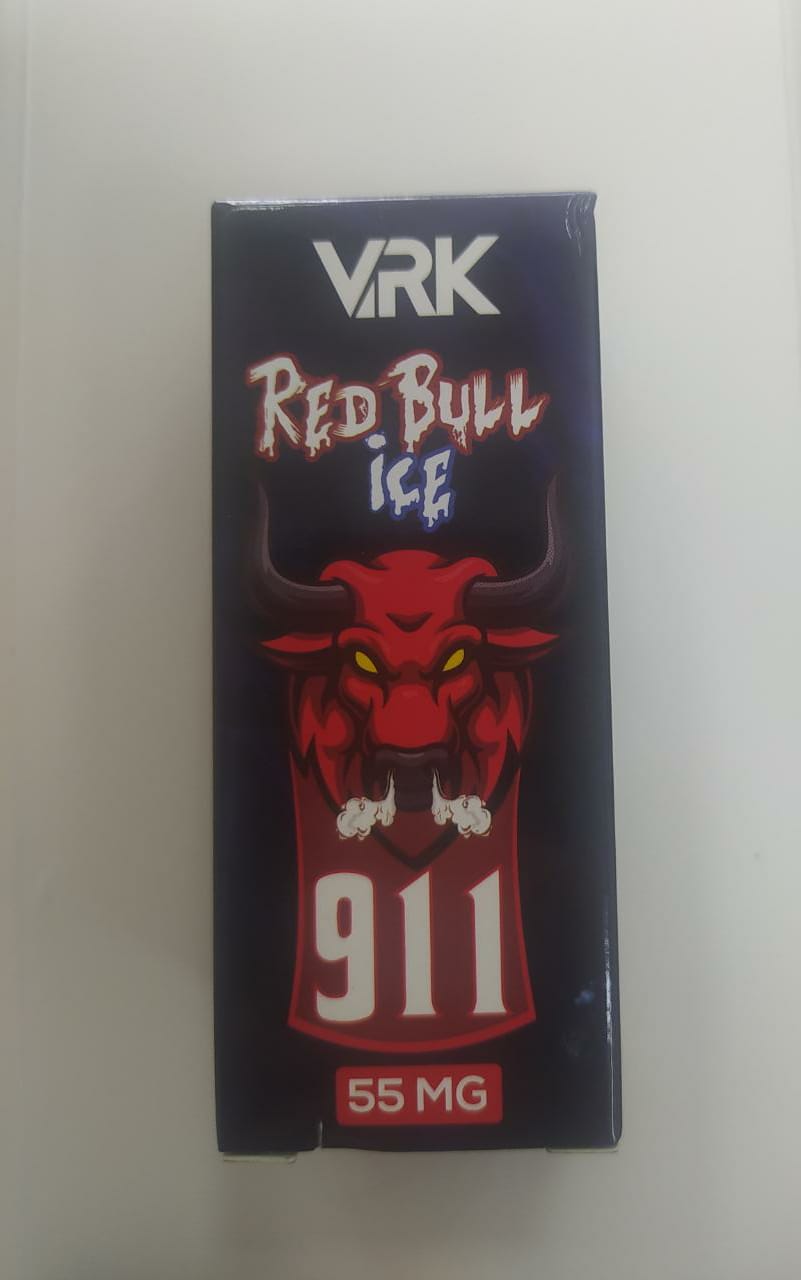 VRK
RED BULL
iCE
911
55 MG